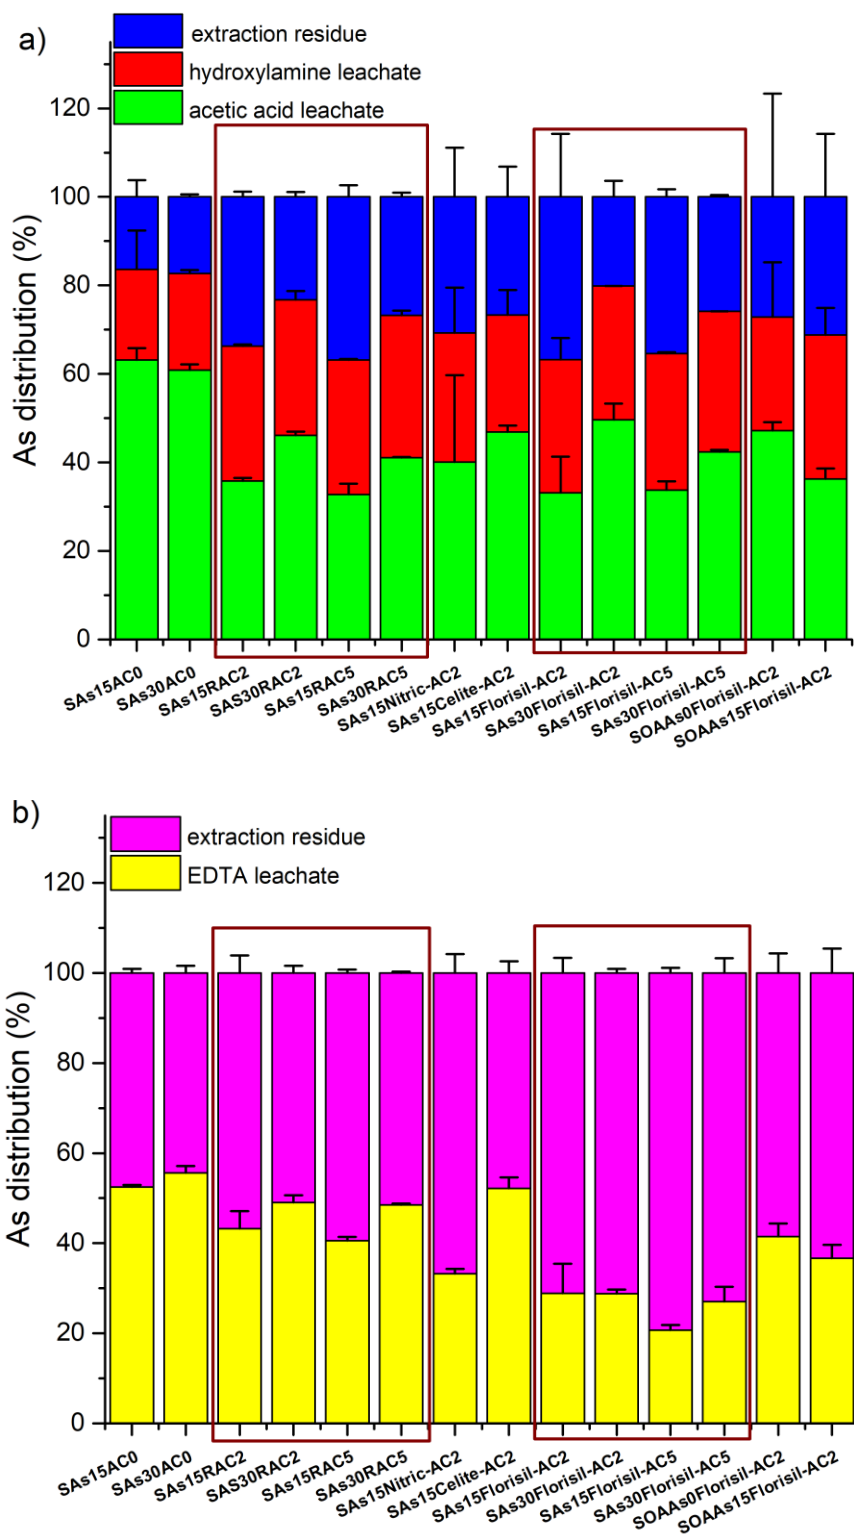 a)
extraction residue
hydroxylamine leachate
acetic acid leachate
As distribution (%)
120
100
80
60
40
20
0
SAs15AC0
SAs30AC0
SAs15RAC2
SAS30RAC2
SAs15RAC5
SAs30RAC5
SAs15Nitric-AC2
SAs15Celite-AC2
SAs15Florisil-AC2
SAs30Florisil-AC2
SAs15Florisil-AC5
SAs30Florisil-AC5
SOAAs0Florisil-AC2
SOAAs15Florisil-AC2
b)
extraction residue
EDTA leachate
As distribution (%)
120
100
80
60
40
20
0
SAs15AC0
SAs30AC0
SAs15RAC2
SAS30RAC2
SAs15RAC5
SAs30RAC5
SAs15Nitric-AC2
SAs15Celite-AC2
SAs15Florisil-AC2
SAs30Florisil-AC2
SAs15Florisil-AC5
SAs30Florisil-AC5
SOAAs0Florisil-AC2
SOAAs15Florisil-AC2